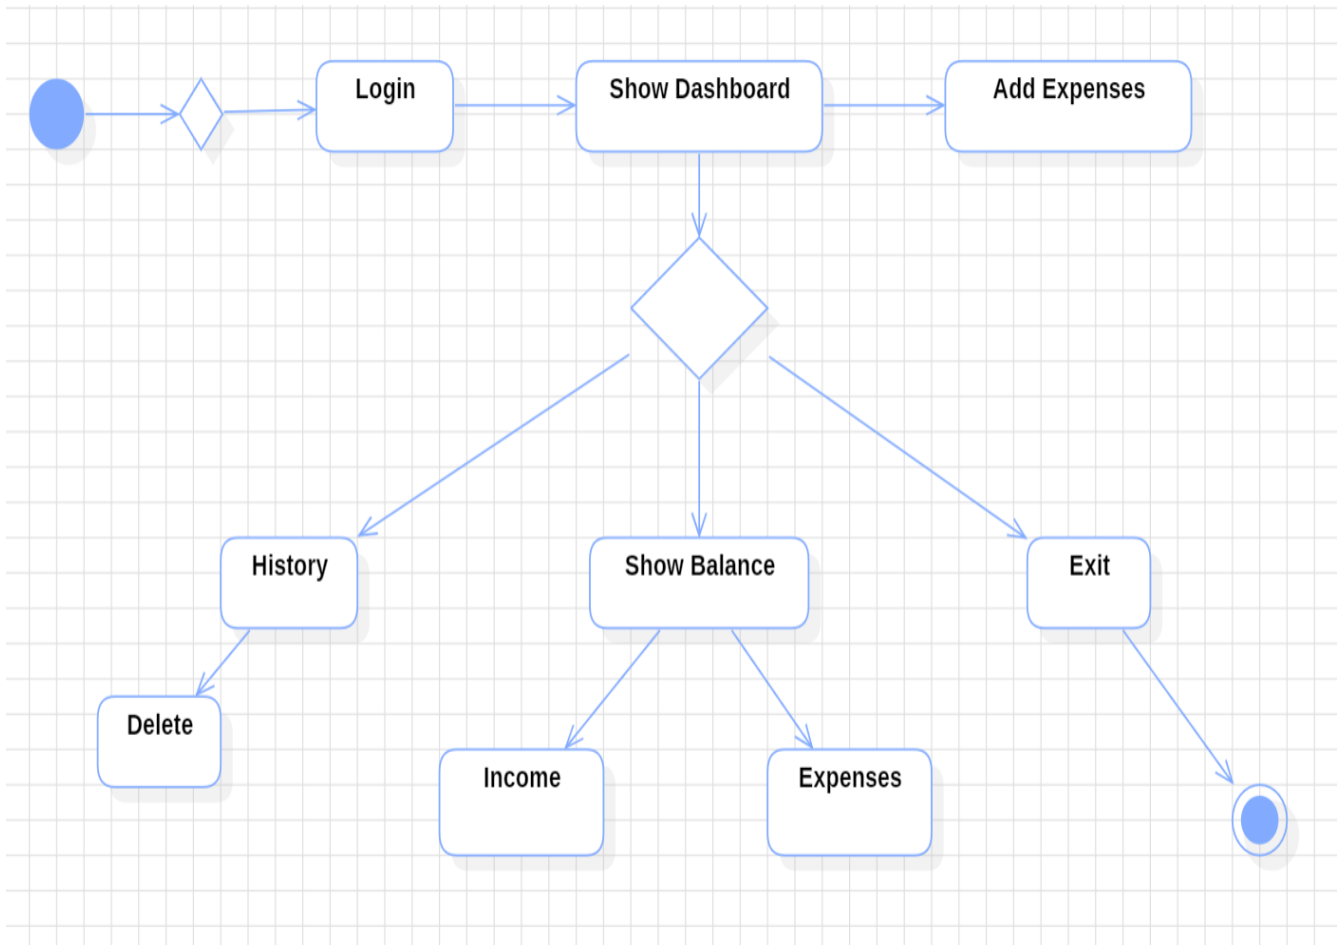 Login
Show Dashboard
Add Expenses
History
Show Balance
Exit
Delete
Income
Expenses